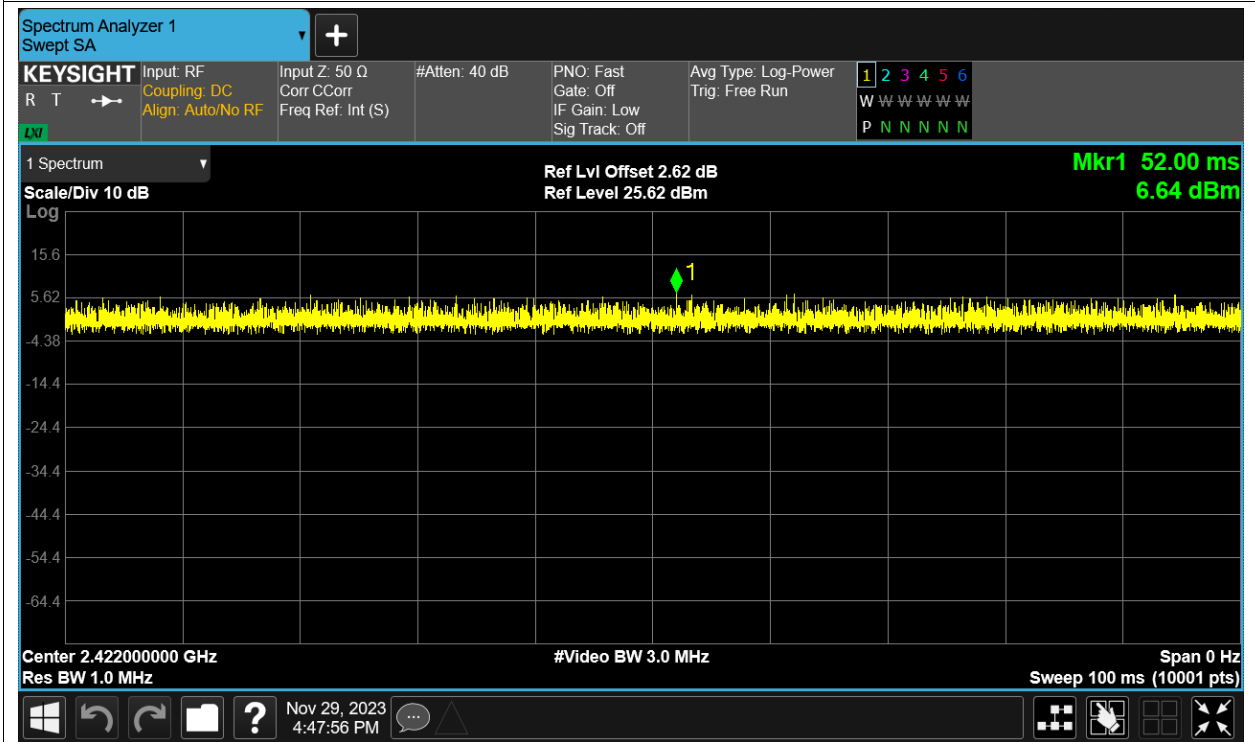 Spectrum Analyzer 1
Swept SA
+
KEYSIGHT
R T
LXI
Input: RF
Coupling: DC
Align: Auto/No RF
Input Z: 50 Ω
Corr CCorr
Freq Ref: Int (S)
#Atten: 40 dB
PNO: Fast
Gate: Off
IF Gain: Low
Sig Track: Off
Avg Type: Log-Power
Trig: Free Run
1 2 3 4 5 6
W W W W W W
P N N N N N
1 Spectrum
Scale/Div 10 dB
Log
Ref Lvl Offset 2.62 dB
Ref Level 25.62 dBm
Mkr1 52.00 ms
6.64 dBm
1
15.6
5.62
-4.38
-14.4
-24.4
-34.4
-44.4
-54.4
-64.4
Center 2.422000000 GHz
Res BW 1.0 MHz
#Video BW 3.0 MHz
Span 0 Hz
Sweep 100 ms (10001 pts)
?
Nov 29, 2023
4:47:56 PM